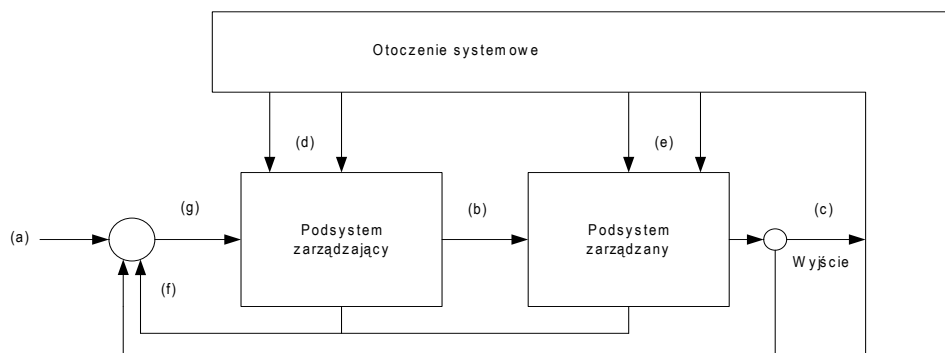 Otoczenie systemowe
(d)
(e)
(a)
(g)
Podsystem
zarządzający
(b)
Podsystem
zarządzany
(c)
Wyjście
(f)